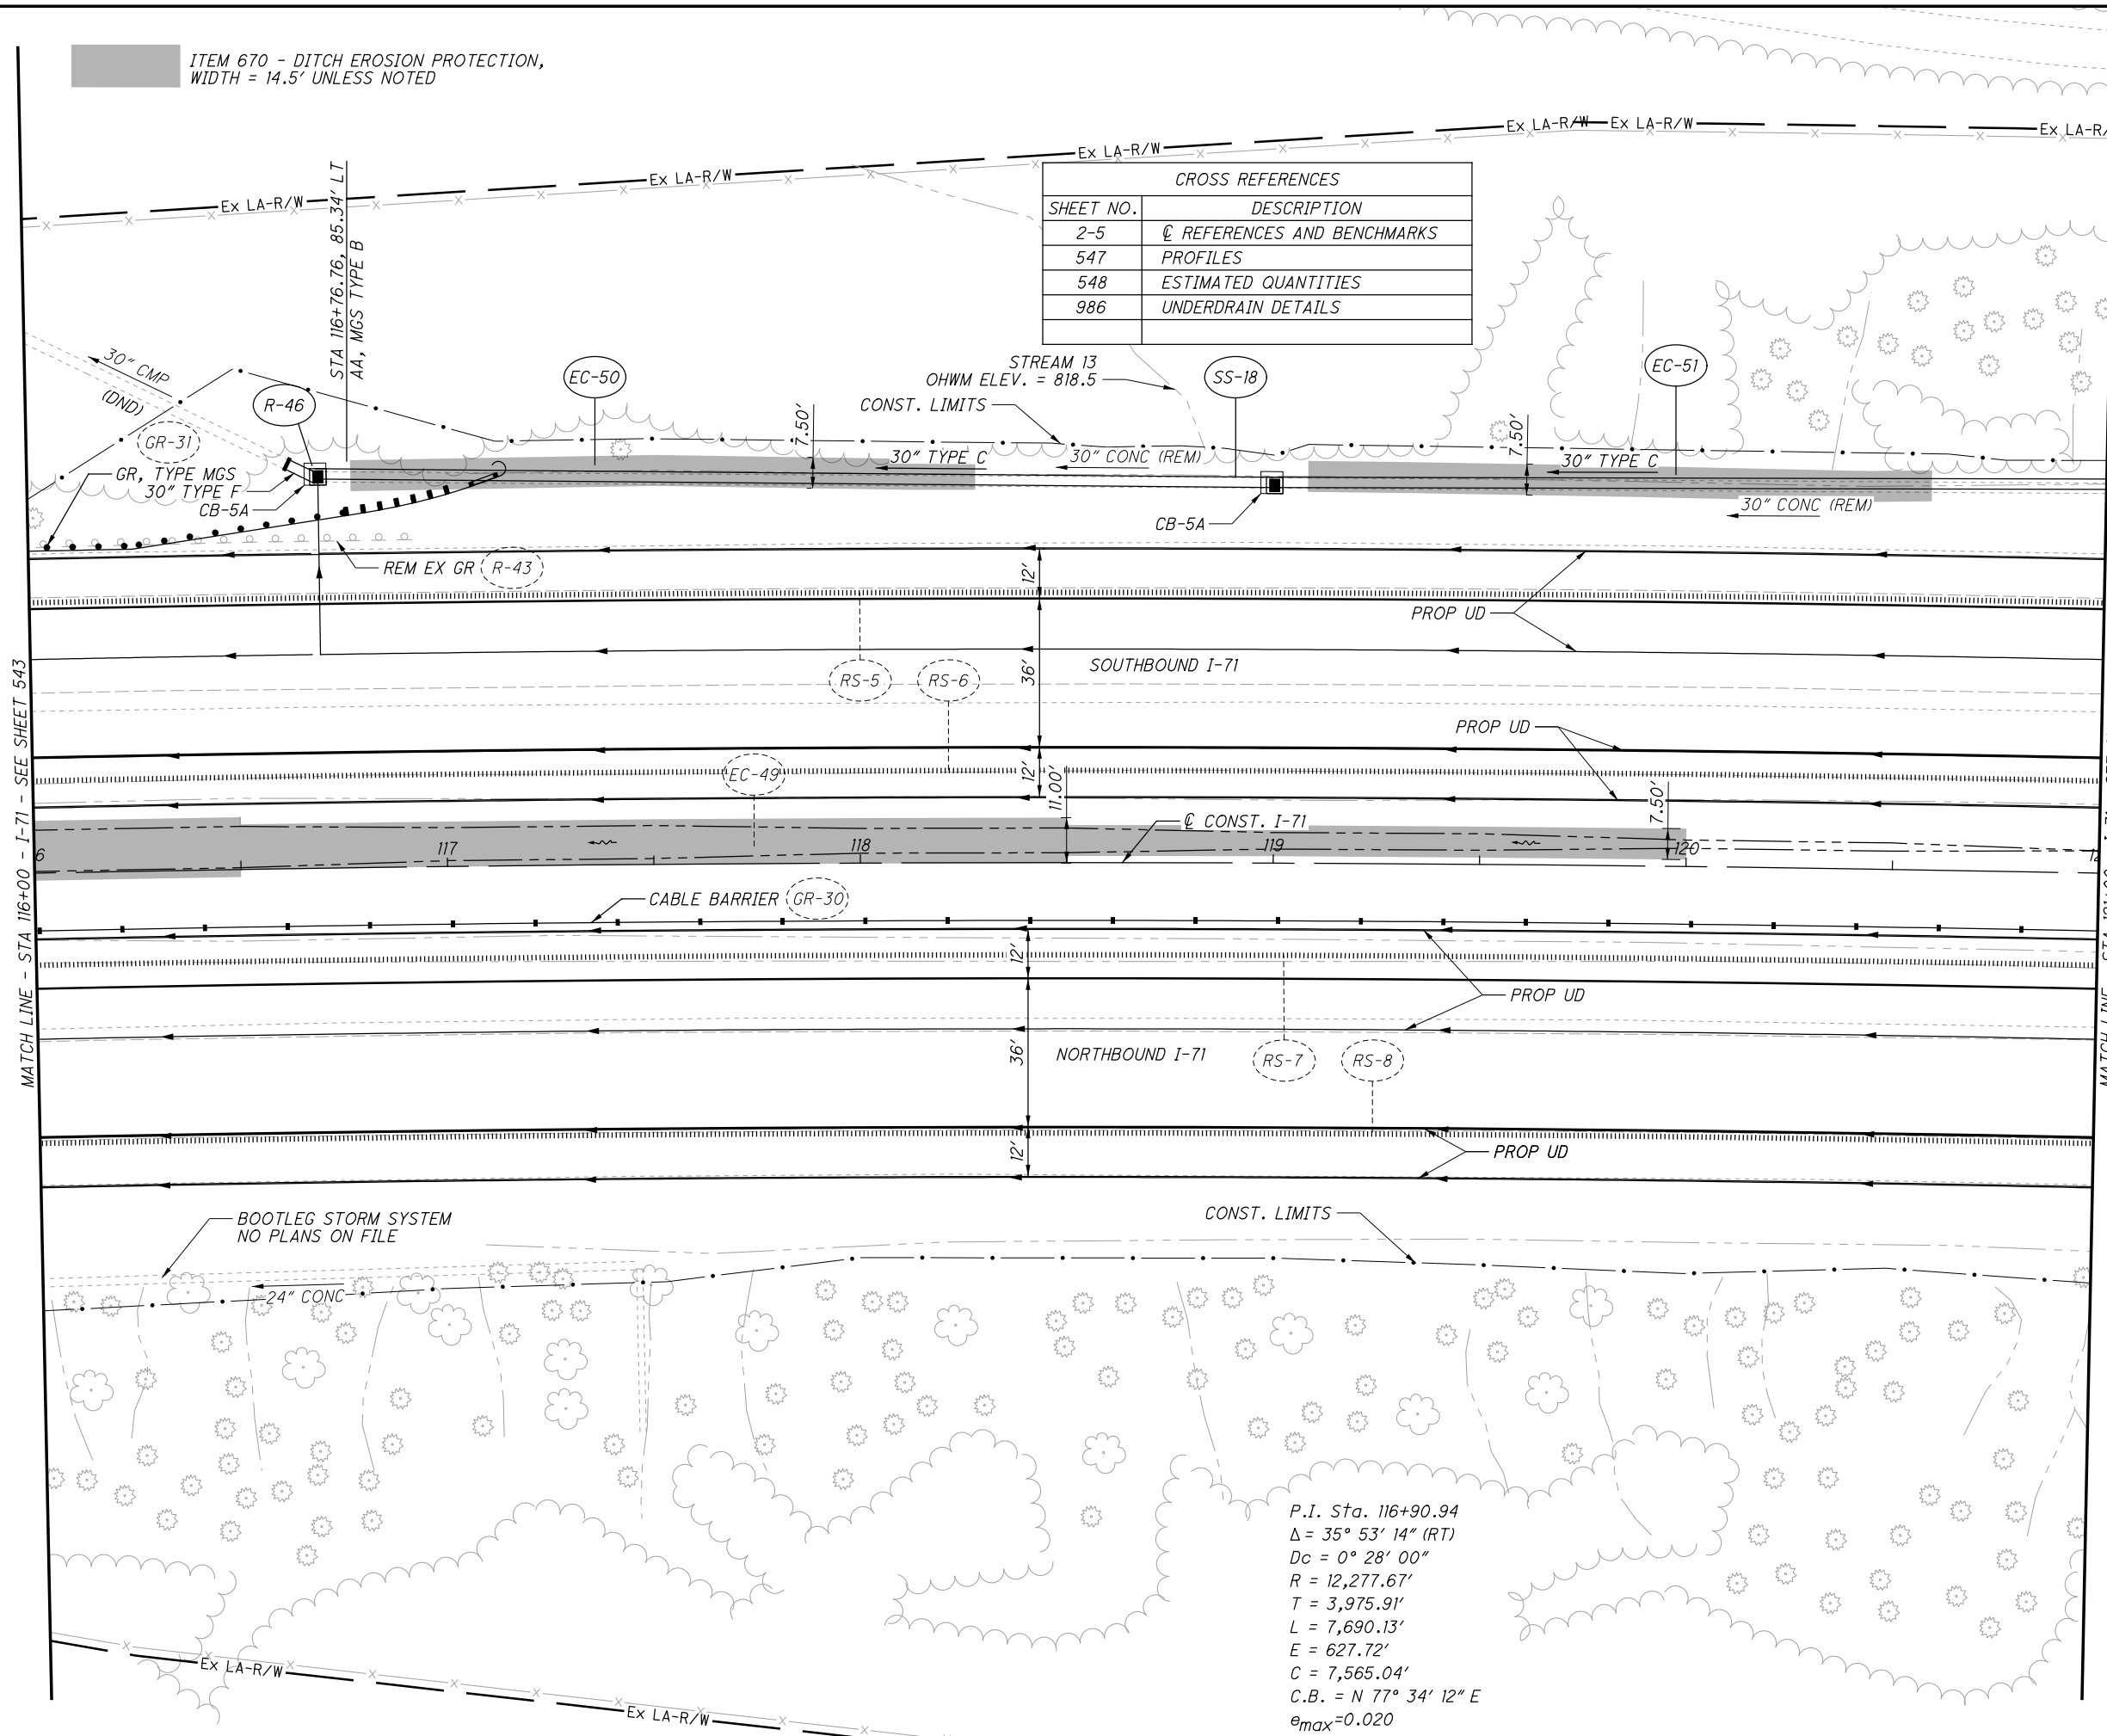 ITEM 670 - DITCH EROSION PROTECTION,
WIDTH = 14.5' UNLESS NOTED
Ex LA-R/W
Ex LA-R/W
Ex LA-R/W
Ex LA-R/W
Ex LA-R/W
Ex LA-R/
CROSS REFERENCES
SHEET NO. DESCRIPTION
2-5 ℄ REFERENCES AND BENCHMARKS
547 PROFILES
548 ESTIMATED QUANTITIES
986 UNDERDRAIN DETAILS
STA 116+76.76, 85.34' LT
AA, MGS TYPE B
30" CMP
(DND)
R-46
GR-31
GR, TYPE MGS
30" TYPE F
CB-5A
EC-50
7.50'
CONST. LIMITS
STREAM 13
OHWM ELEV. = 818.5
SS-18
EC-51
30" TYPE C
30" CONC (REM)
7.50'
30" TYPE C
30" CONC (REM)
CB-5A
REM EX GR
R-43
12'
PROP UD
36'
SOUTHBOUND I-71
RS-5
RS-6
PROP UD
EC-49
12'
11.00'
7.50'
℄ CONST. I-71
6
117
118
119
120
12
CABLE BARRIER
GR-30
12'
PROP UD
36'
NORTHBOUND I-71
RS-7
RS-8
12'
PROP UD
MATCH LINE - STA 116+00 - I-71 - SEE SHEET 543
BOOTLEG STORM SYSTEM
NO PLANS ON FILE
24" CONC
CONST. LIMITS
P.I. Sta. 116+90.94
Δ = 35° 53' 14" (RT)
Dc = 0° 28' 00"
R = 12,277.67'
T = 3,975.91'
L = 7,690.13'
E = 627.72'
C = 7,565.04'
C.B. = N 77° 34' 12" E
emax=0.020
Ex LA-R/W
Ex LA-R/W